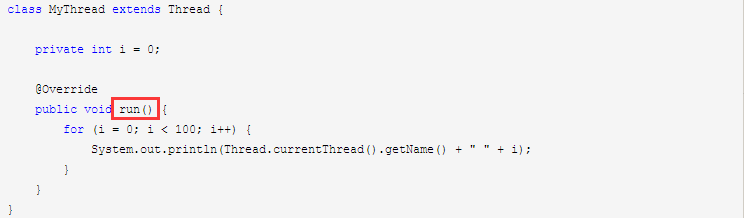 class MyThread extends Thread {
private int i = 0;
@Override
public void run() {
for (i = 0; i < 100; i++) {
System.out.println(Thread.currentThread().getName() + " " + i);
}
}
}